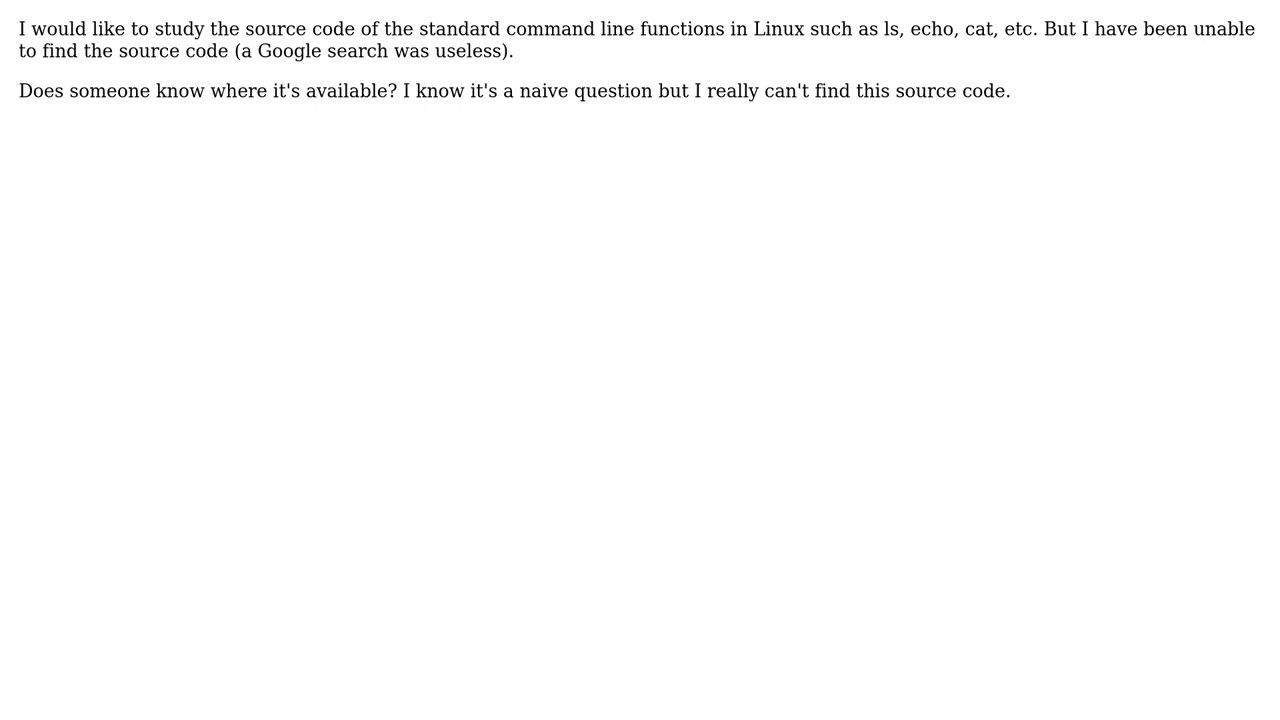 I would like to study the source code of the standard command line functions in Linux such as ls, echo, cat, etc. But I have been unable
to find the source code (a Google search was useless).
Does someone know where it's available? I know it's a naive question but I really can't find this source code.